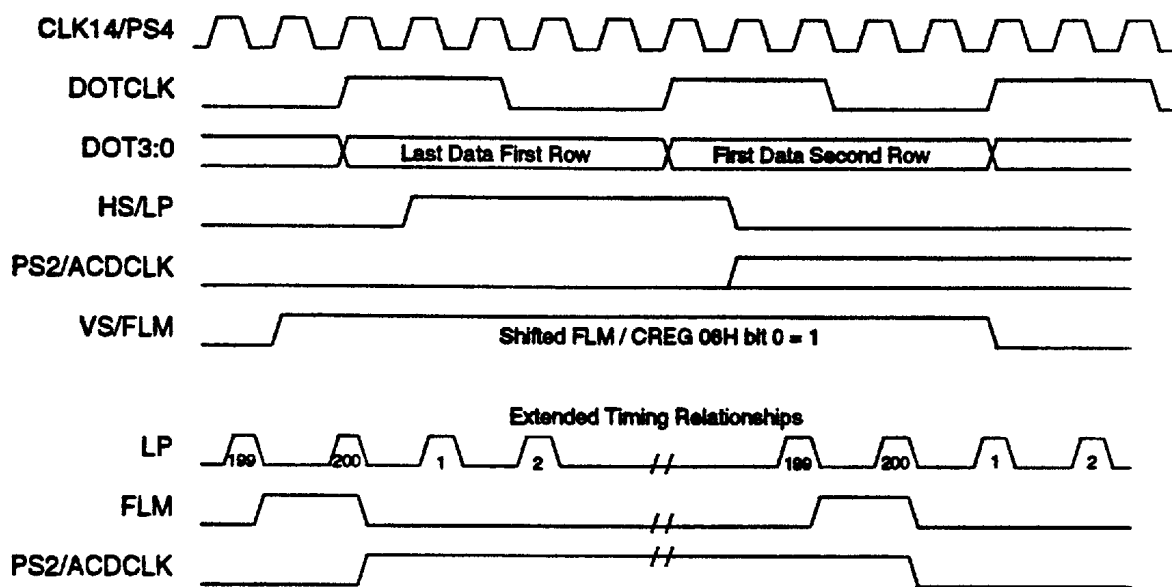 CLK14/PS4
DOTCLK
DOT3:0
Last Data First Row
First Data Second Row
HS/LP
PS2/ACDCLK
VS/FLM
Shifted FLM / CREG 06H bit 0 = 1
Extended Timing Relationships
LP
199 200 1 2 199 200 1 2
FLM
PS2/ACDCLK